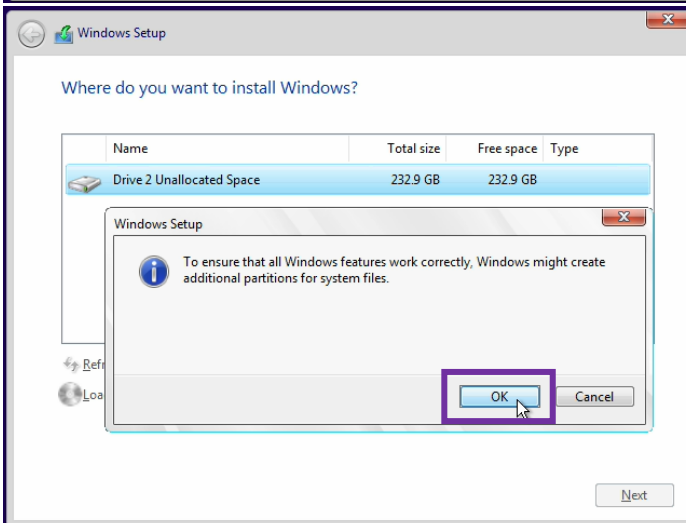 Windows Setup
Where do you want to install Windows?
Name Total size Free space Type
Drive 2 Unallocated Space 232.9 GB 232.9 GB
Windows Setup
To ensure that all Windows features work correctly, Windows might create
additional partitions for system files.
Refr
Loa
OK Cancel
Next